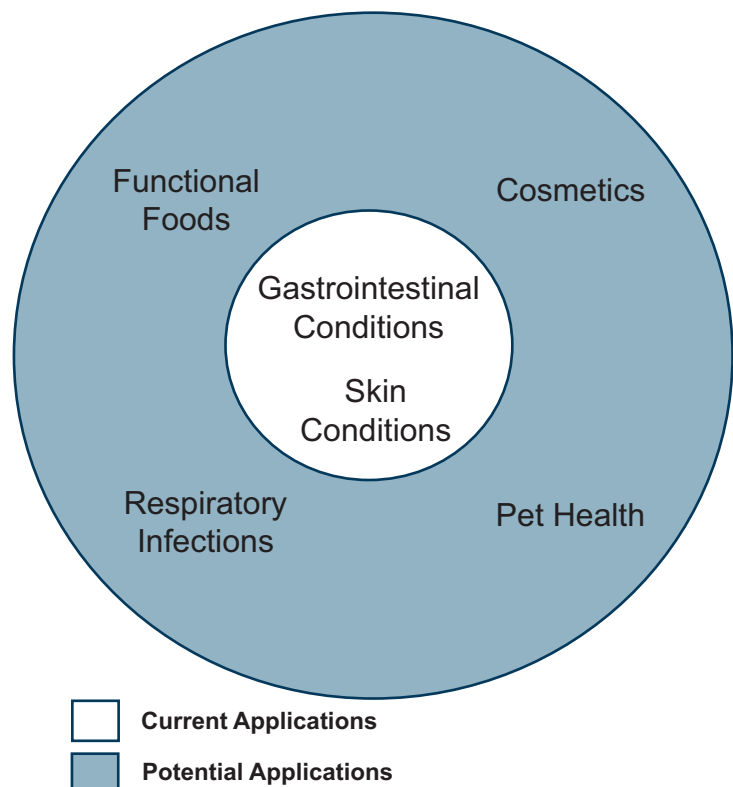 Functional
Foods
Cosmetics
Gastrointestinal
Conditions
Skin
Conditions
Respiratory
Infections
Pet Health
Current Applications
Potential Applications